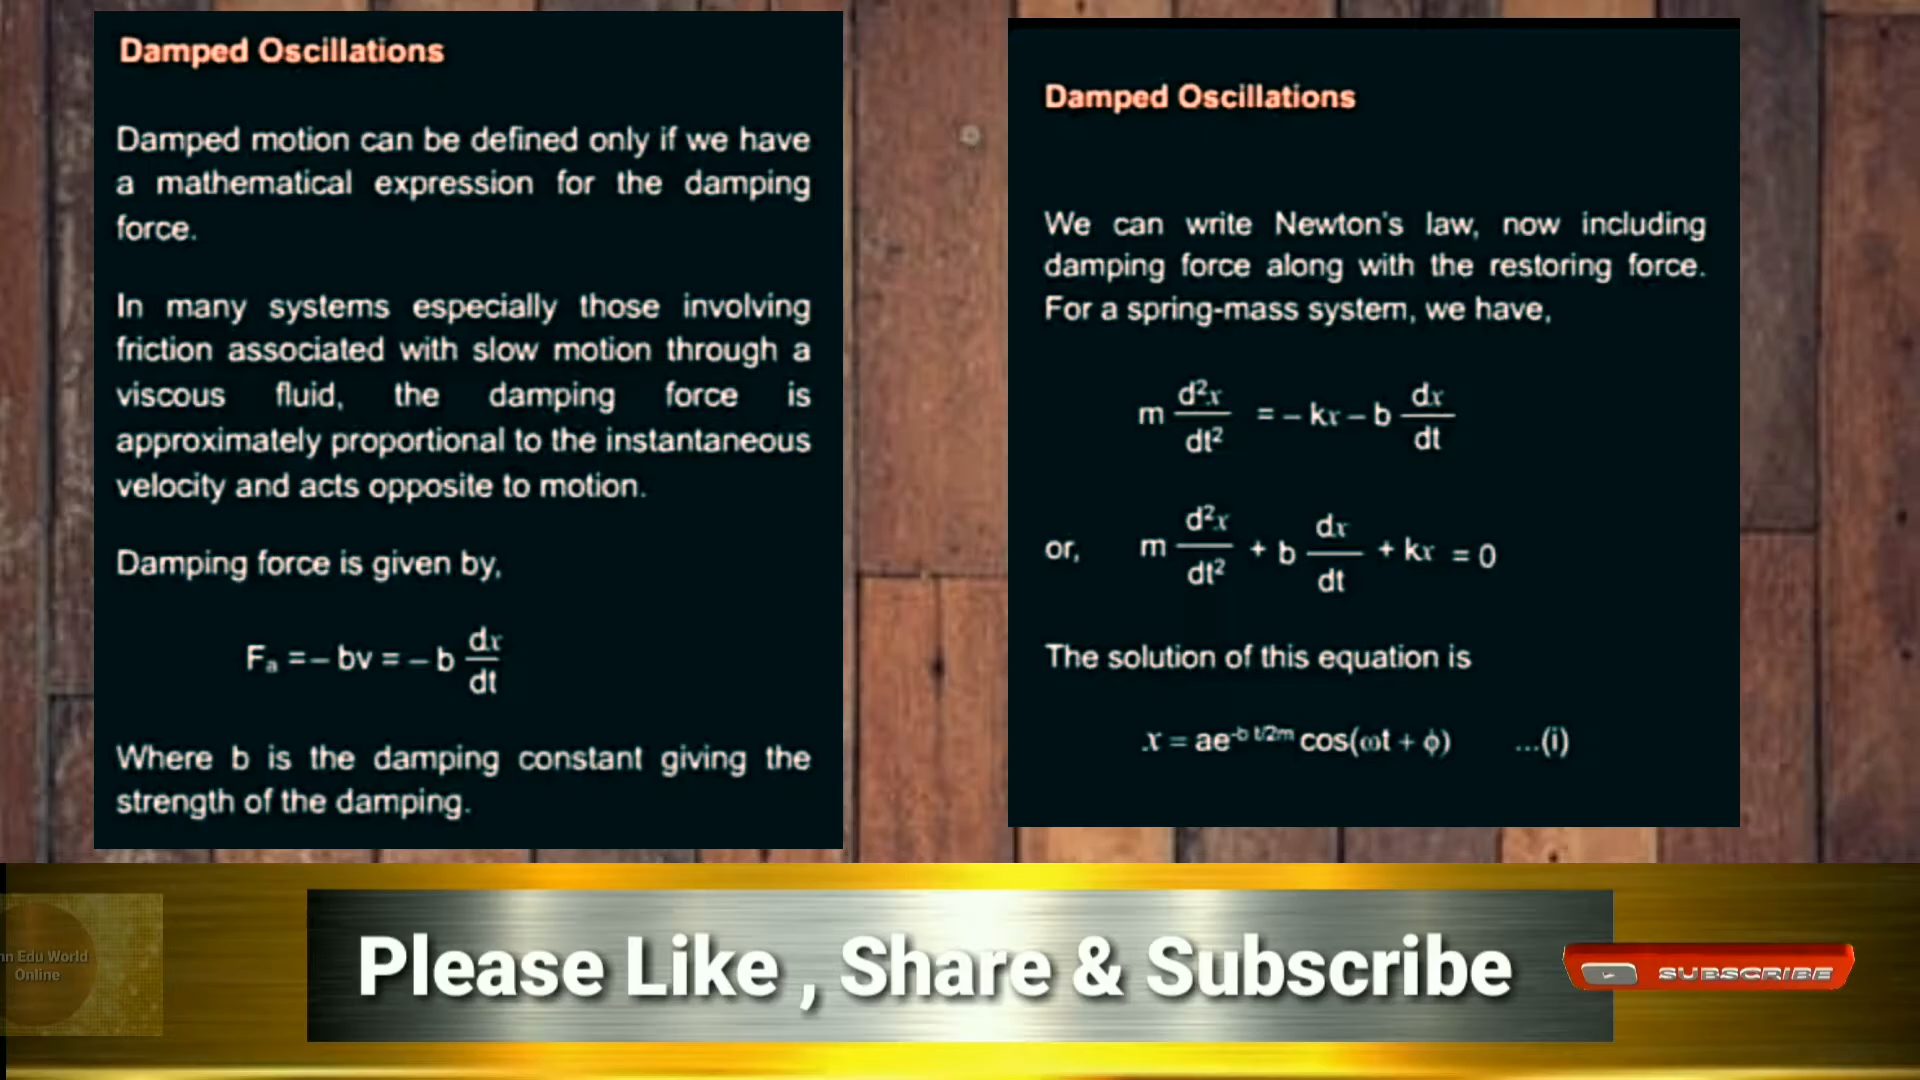 Damped Oscillations
Damped motion can be defined only if we have
a mathematical expression for the damping
force.
In many systems especially those involving
friction associated with slow motion through a
viscous fluid, the damping force is
approximately proportional to the instantaneous
velocity and acts opposite to motion.
Damping force is given by,
Fₐ = – bv = – b dx/dt
Where b is the damping constant giving the
strength of the damping.
Damped Oscillations
We can write Newton's law, now including
damping force along with the restoring force.
For a spring-mass system, we have,
m d²x/dt² = – kx – b dx/dt
or, m d²x/dt² + b dx/dt + kx = 0
The solution of this equation is
x = ae^-b t/2m cos(ωt + ϕ) ...(i)
Edu World
Online
Please Like , Share & Subscribe
SUBSCRIBE